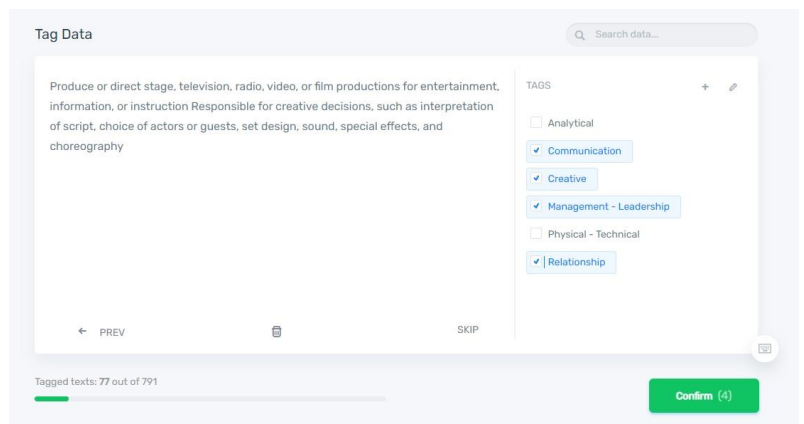 Tag Data
Search data...
Produce or direct stage, television, radio, video, or film productions for entertainment,
information, or instruction Responsible for creative decisions, such as interpretation
of script, choice of actors or guests, set design, sound, special effects, and
choreography
TAGS
Analytical
Communication
Creative
Management - Leadership
Physical - Technical
Relationship
PREV
SKIP
Tagged texts: 77 out of 791
Confirm (4)